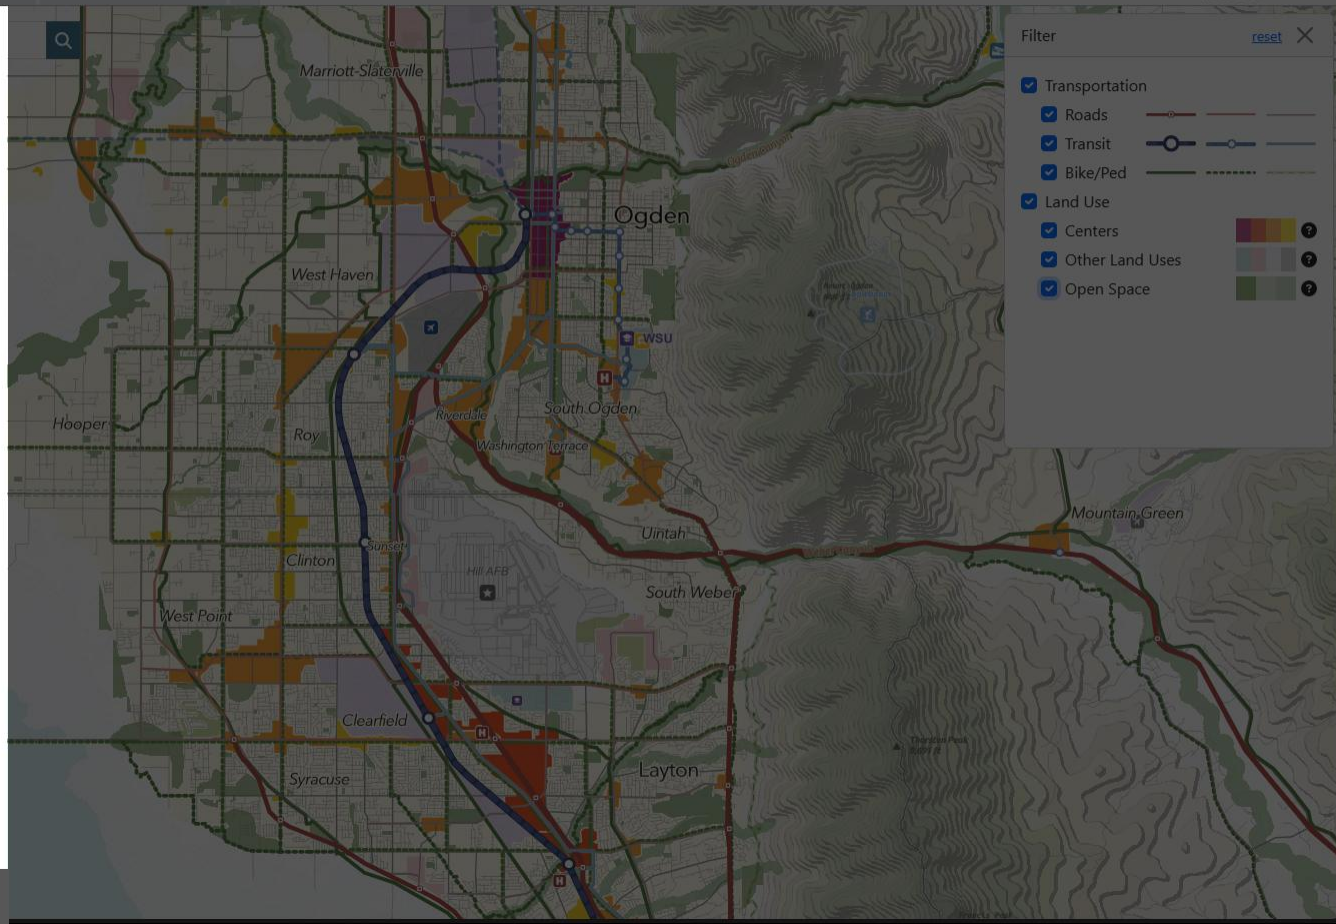 Filter
reset
Transportation
Roads
Transit
Bike/Ped
Land Use
Centers
?
Other Land Uses
?
Open Space
?
Marriott-Slaterville
Ogden
West Haven
WSU
H
Hooper
Roy
Riverdale
South Ogden
Washington Terrace
Mountain Green
Uintah
Sunset
Clinton
Hill AFB
South Weber
West Point
Clearfield
H
Thurston Peak
Layton
Syracuse
H